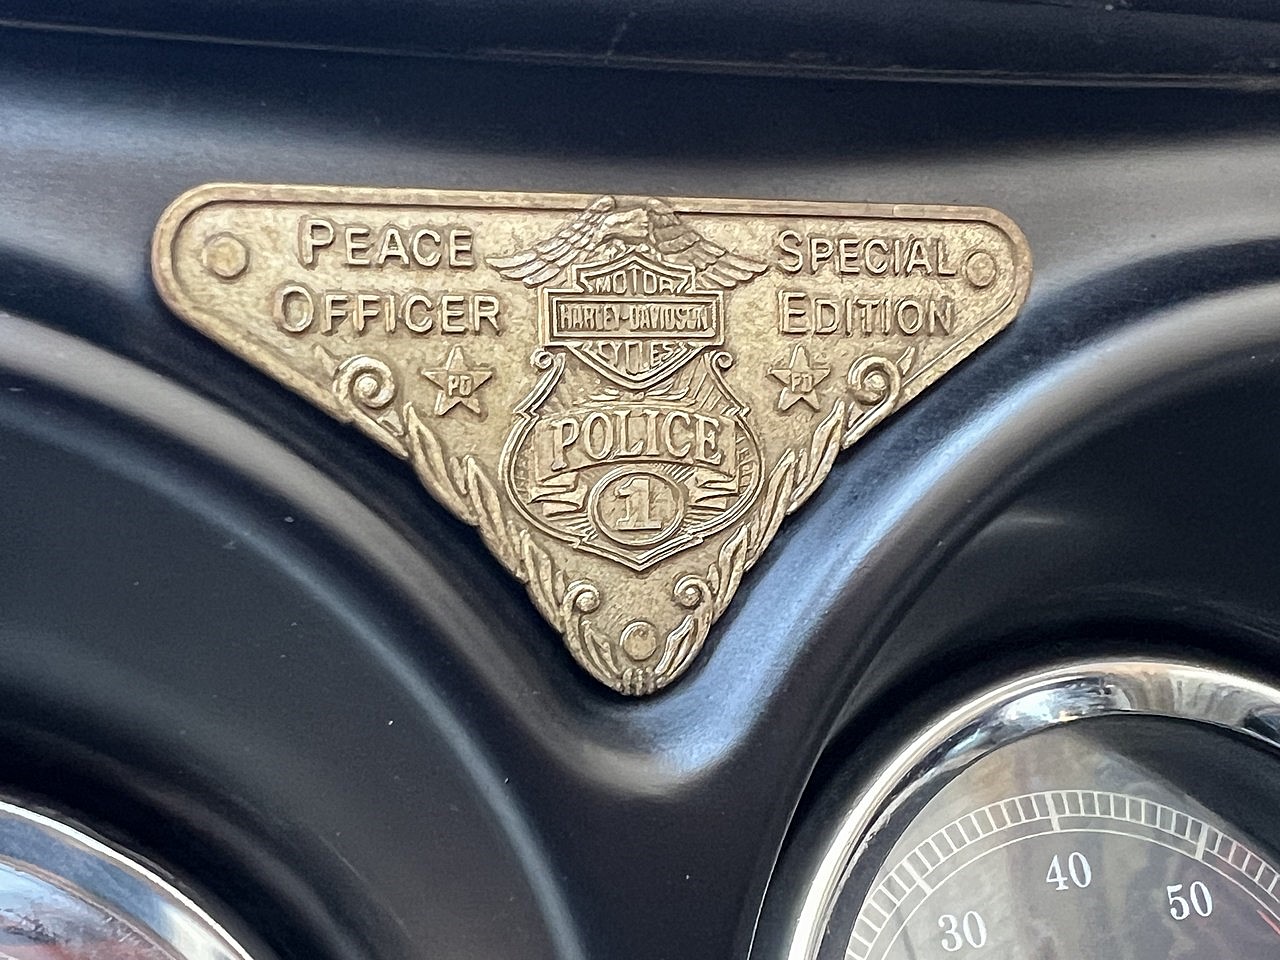 PEACE
OFFICER
SPECIAL
EDITION
MOTOR
HARLEY-DAVIDSON
CYCLES
PD
PD
POLICE
1
30
40
50